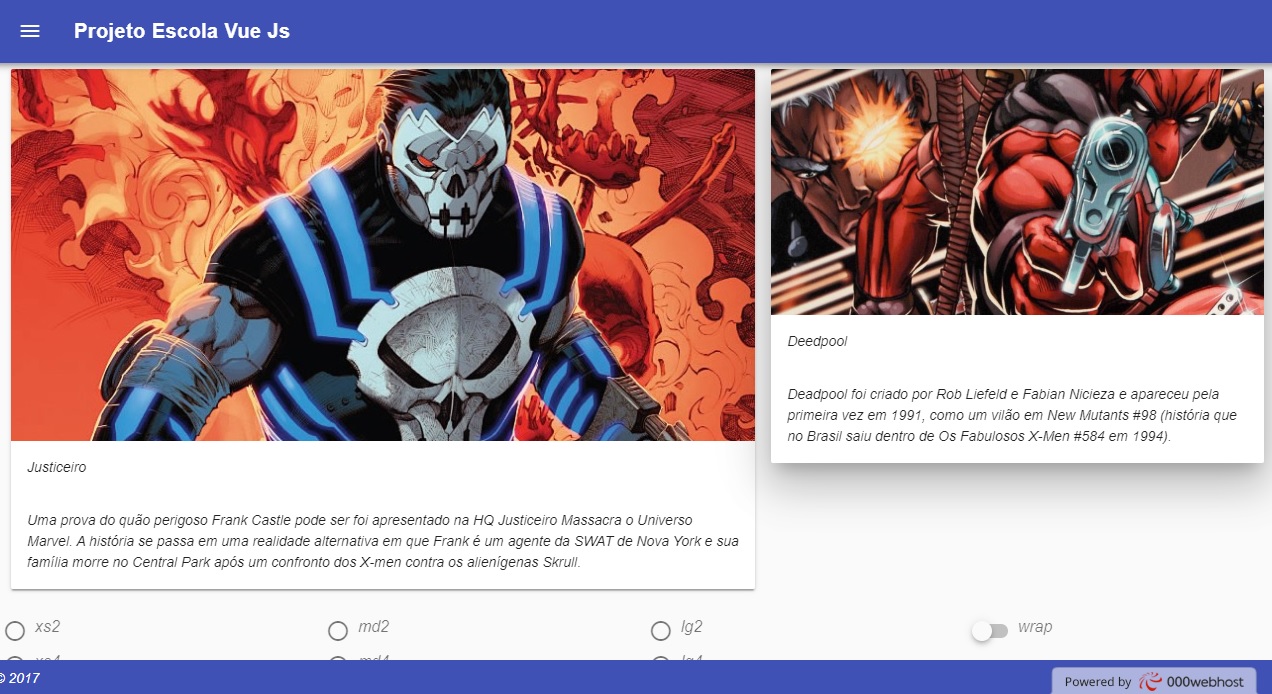 Projeto Escola Vue Js
Justiceiro
Uma prova do quão perigoso Frank Castle pode ser foi apresentado na HQ Justiceiro Massacra o Universo
Marvel. A história se passa em uma realidade alternativa em que Frank é um agente da SWAT de Nova York e sua
família morre no Central Park após um confronto dos X-men contra os alienígenas Skrull.
Deedpool
Deadpool foi criado por Rob Liefeld e Fabian Nicieza e apareceu pela
primeira vez em 1991, como um vilão em New Mutants #98 (história que
no Brasil saiu dentro de Os Fabulosos X-Men #584 em 1994).
xs2 md2 lg2 wrap
xs4 md4 lg4
© 2017
Powered by 000webhost